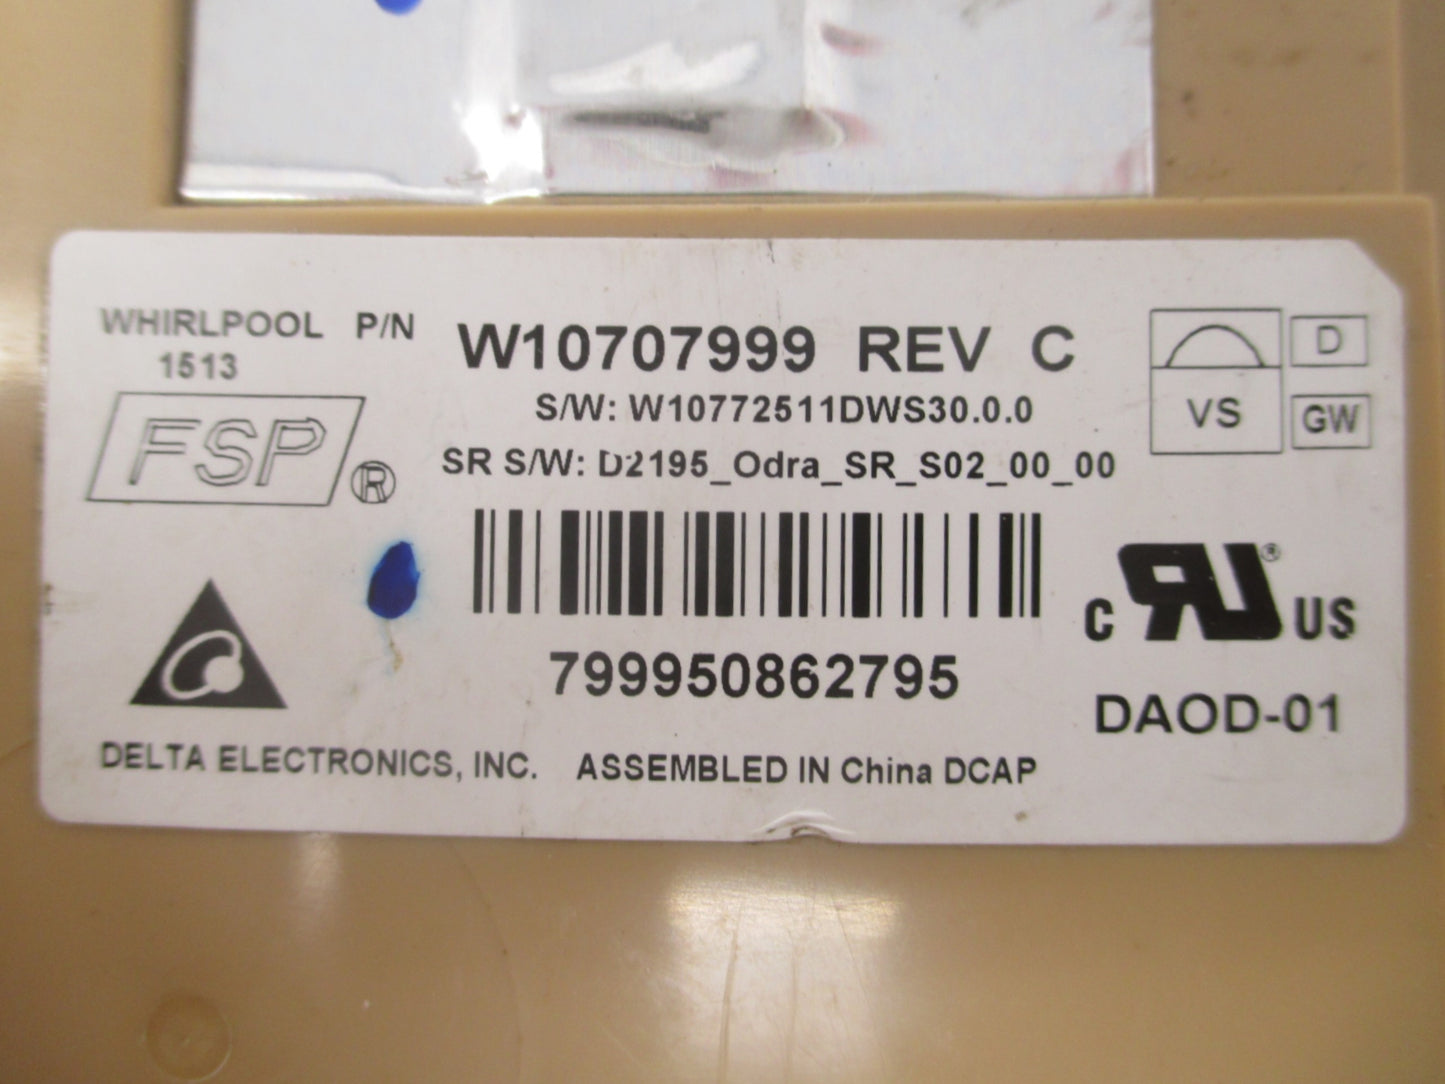 WHIRLPOOL P/N W10707999 REV C
1513
S/W: W10772511DWS30.0.0
SR S/W: D2195_Odra_SR_S02_00_00
FSP®
VS
D
GW
799950862795
C RU® US
DAOD-01
DELTA ELECTRONICS, INC. ASSEMBLED IN China DCAP